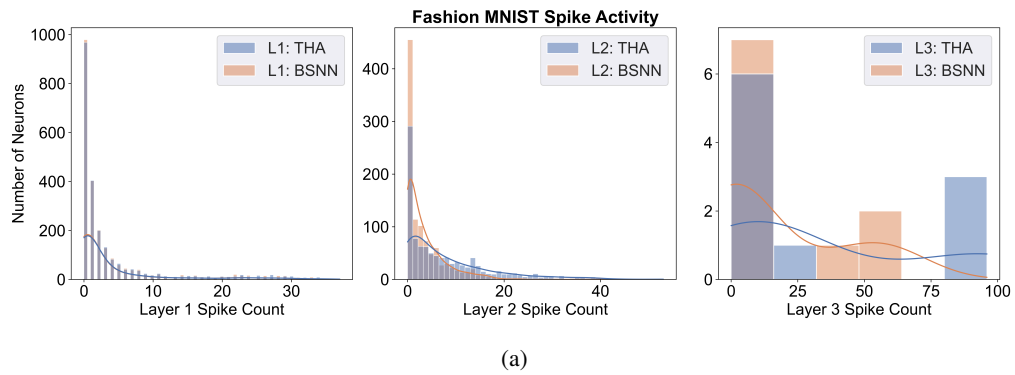 Fashion MNIST Spike Activity
Number of Neurons
1000
800
600
400
200
0
L1: THA
L1: BSNN
0 10 20 30
Layer 1 Spike Count
400
300
200
100
0
L2: THA
L2: BSNN
0 20 40
Layer 2 Spike Count
6
4
2
0
L3: THA
L3: BSNN
0 25 50 75 100
Layer 3 Spike Count
(a)